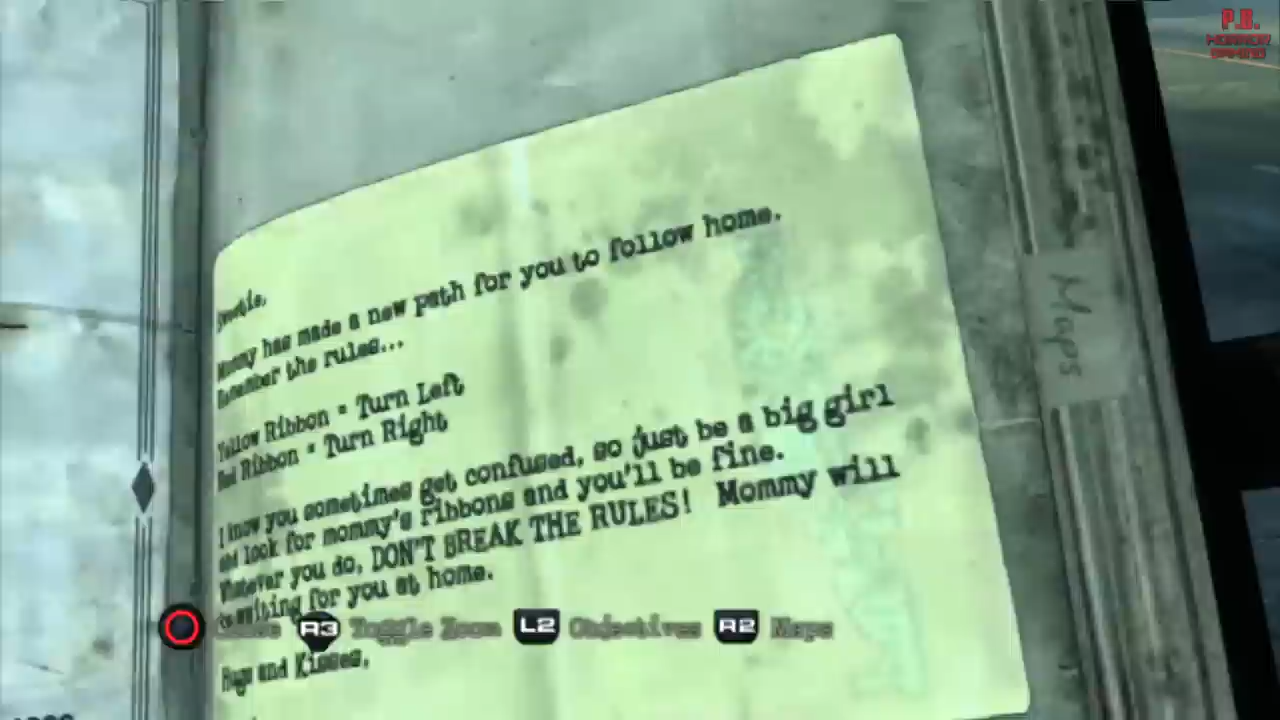 P.B.
Sweetie,
Mommy has made a new path for you to follow home.
Remember the rules...
Yellow Ribbon = Turn Left
Red Ribbon = Turn Right
I know you sometimes get confused, so just be a big girl
and look for mommy's ribbons and you'll be fine.
Whatever you do, DON'T BREAK THE RULES! Mommy will
be waiting for you at home.
Hugs and Kisses,
R3 Toggle Zoom L2 Objectives R2 Maps
Maps